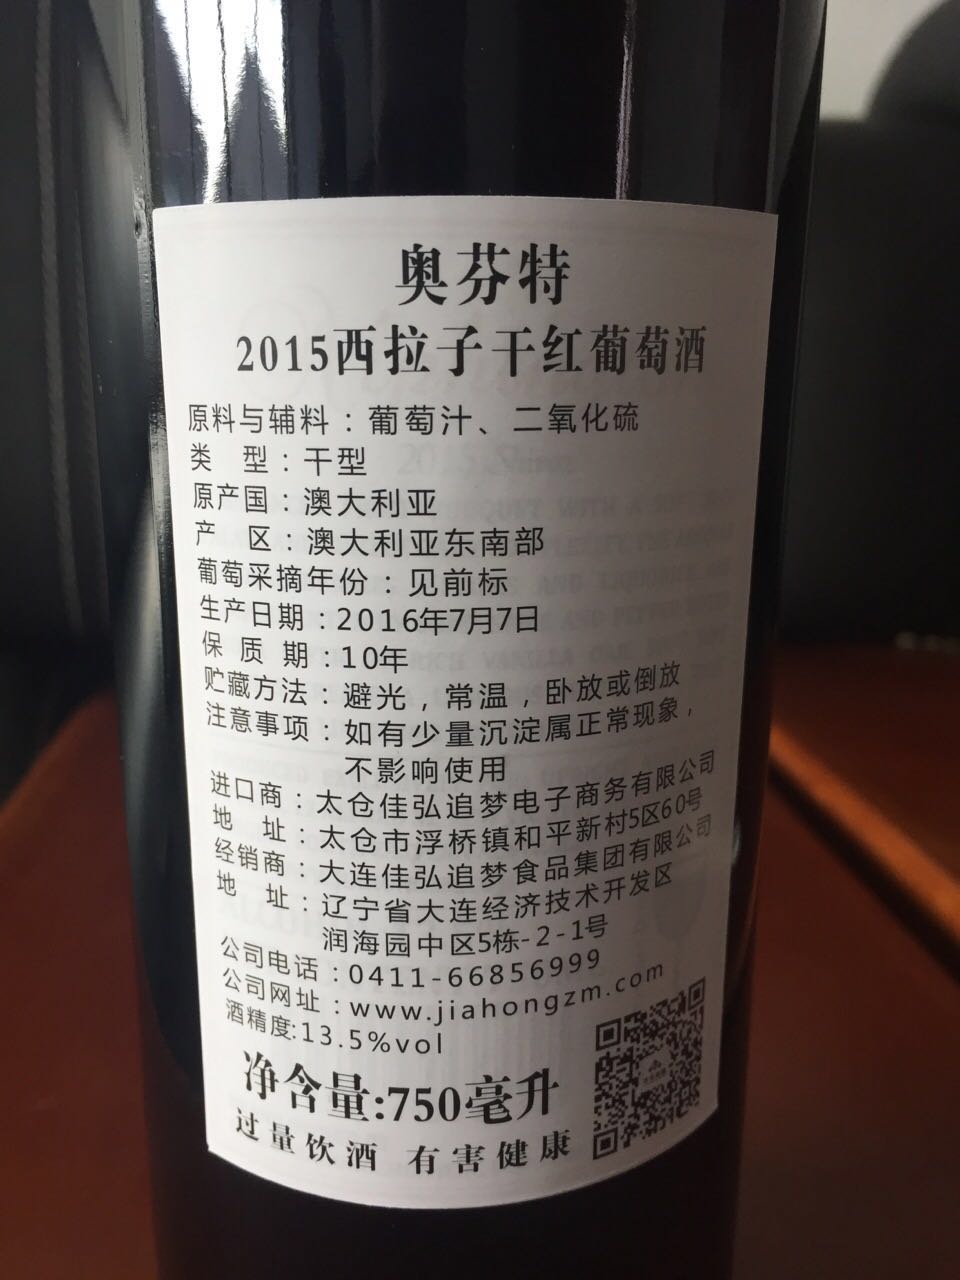 奥芬特
2015西拉子干红葡萄酒
原料与辅料：葡萄汁、二氧化硫
类 型：干型
原产国：澳大利亚
产 区：澳大利亚东南部
葡萄采摘年份：见前标
生产日期：2016年7月7日
保 质 期：10年
贮藏方法：避光，常温，卧放或倒放
注意事项：如有少量沉淀属正常现象，
不影响使用
进口商：太仓佳弘追梦电子商务有限公司
地 址：太仓市浮桥镇和平新村5区60号
经销商：大连佳弘追梦食品集团有限公司
地 址：辽宁省大连经济技术开发区
润海园中区5栋-2-1号
公司电话：0411-66856999
公司网址：www.jiahongzm.com
酒精度:13.5%vol
净含量:750毫升
过量饮酒 有害健康